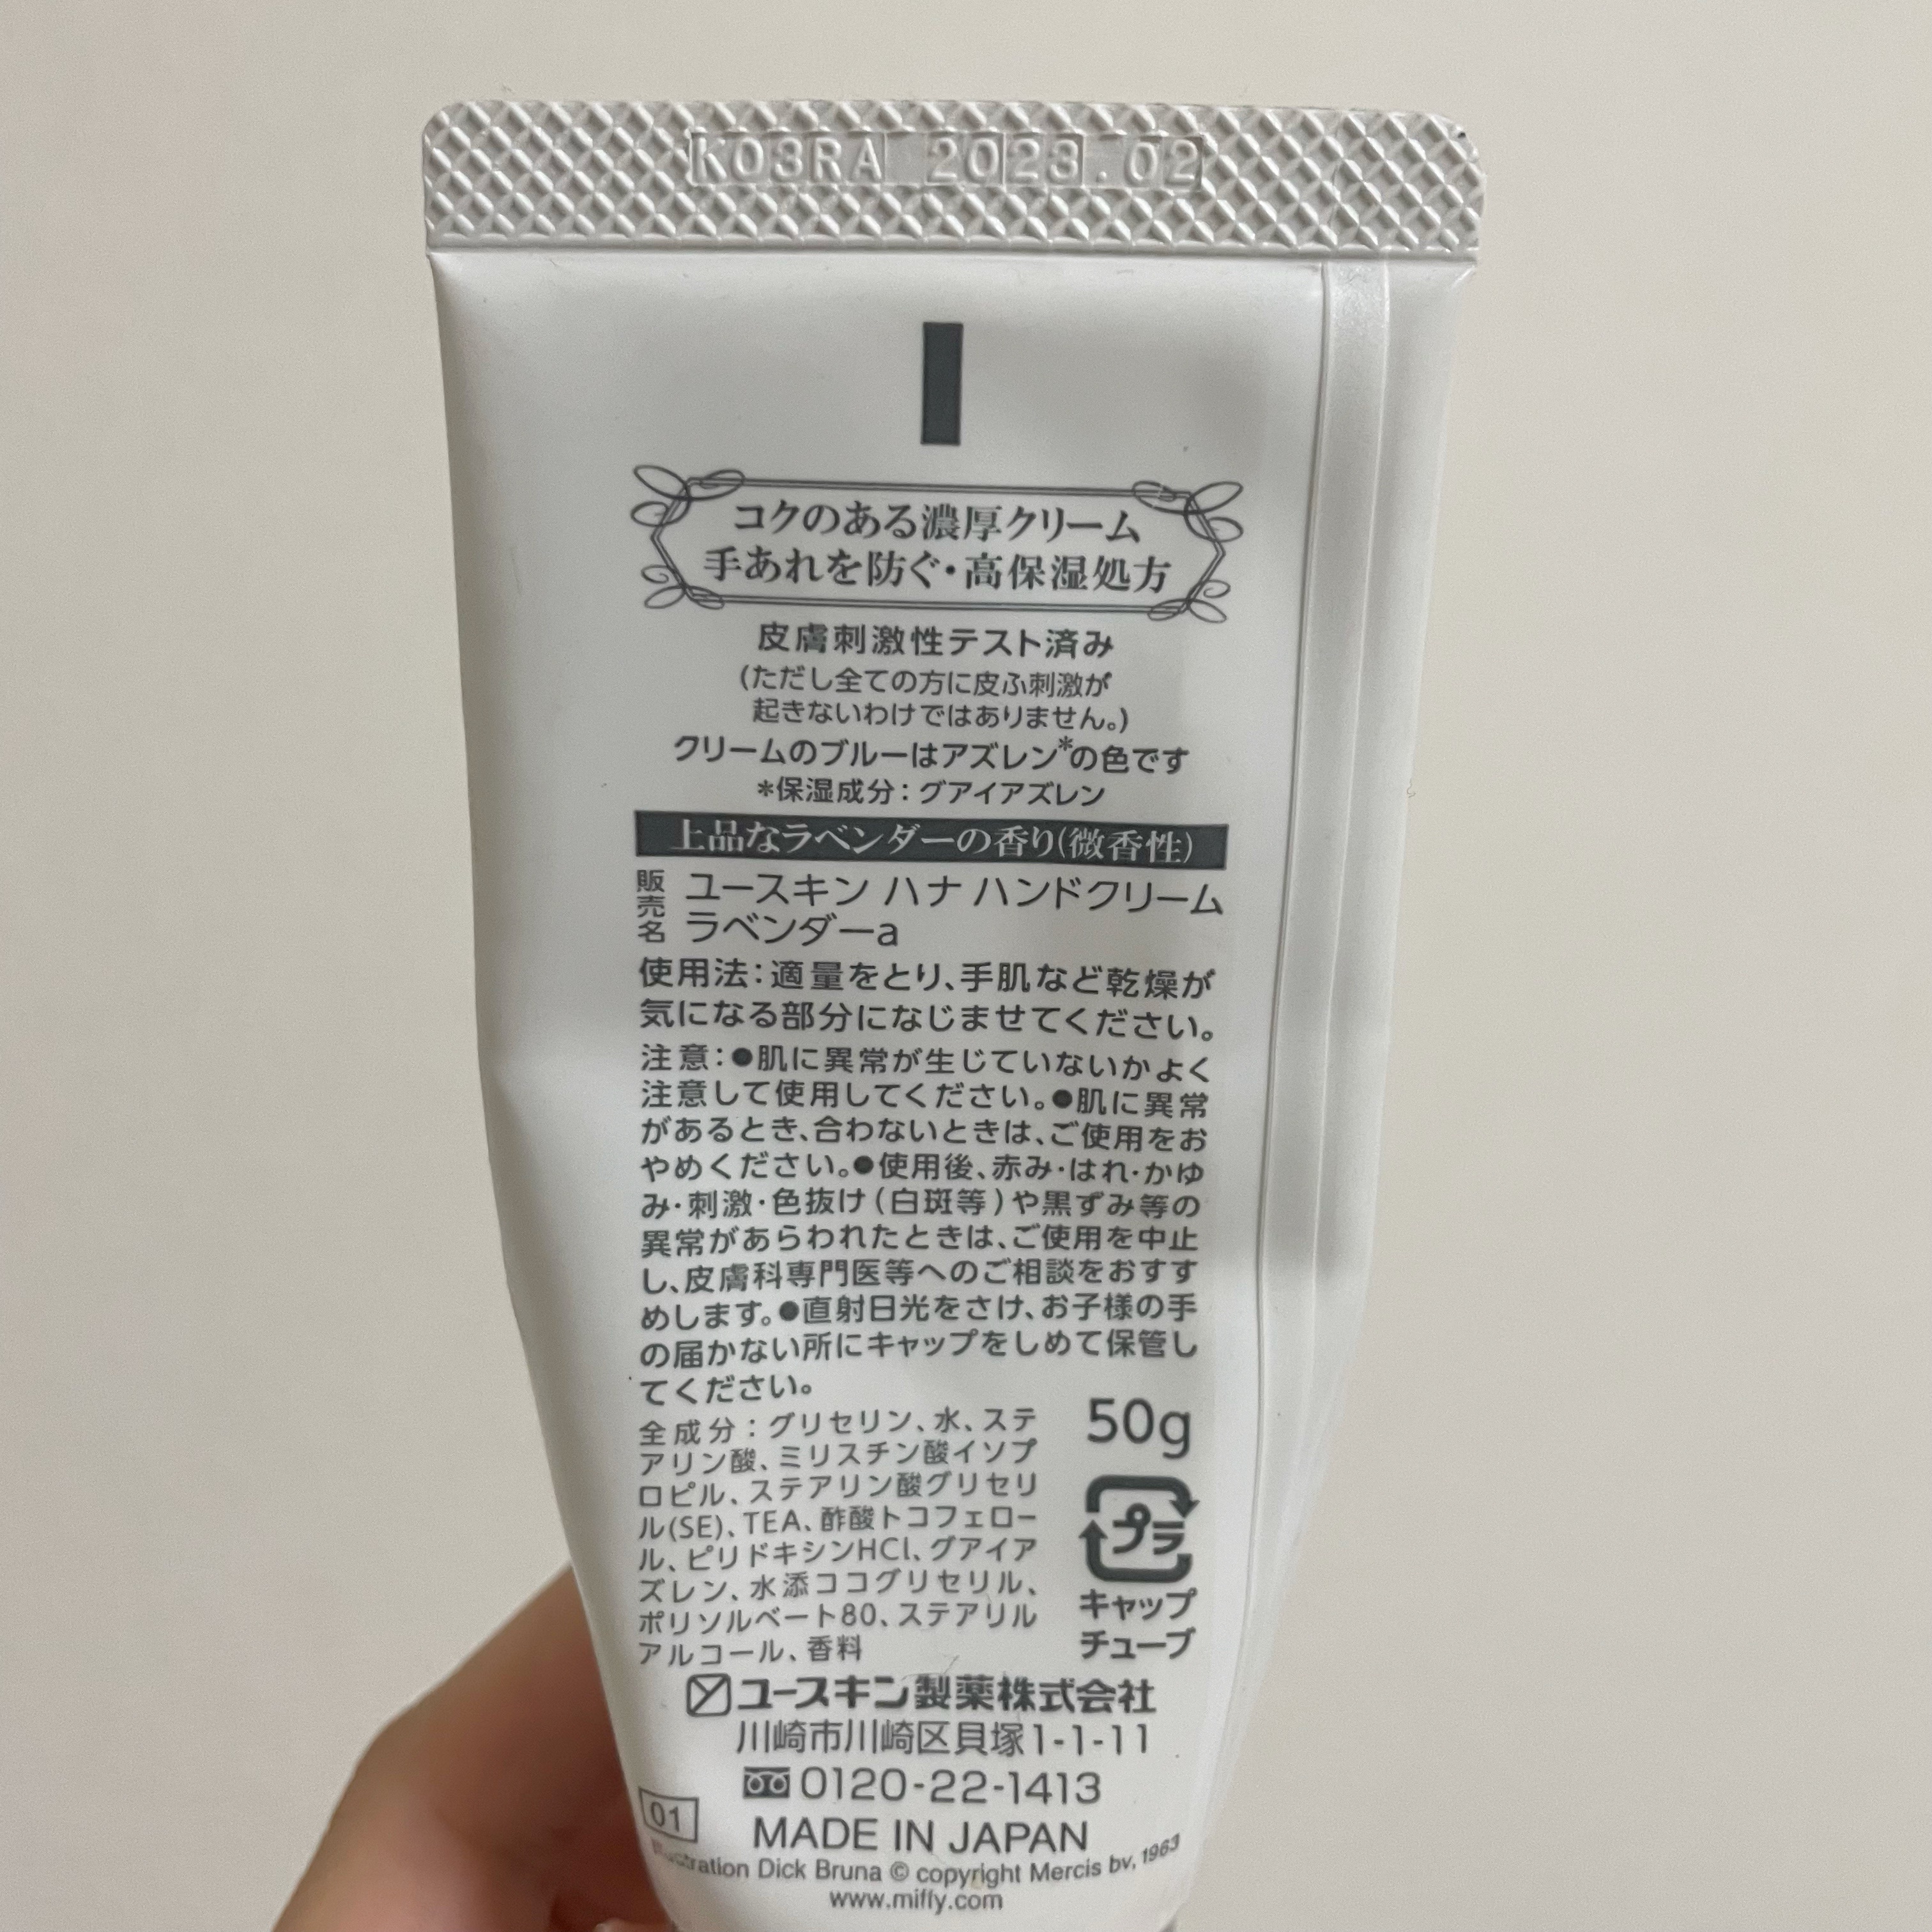 K03RA 2023.02
コクのある濃厚クリーム
手あれを防ぐ・高保湿処方
皮膚刺激性テスト済み
(ただし全ての方に皮ふ刺激が
起きないわけではありません。)
クリームのブルーはアズレン*の色です
*保湿成分：グアイアズレン
上品なラベンダーの香り(微香性)
販売名 ユースキン ハナ ハンドクリーム
ラベンダーa
使用法：適量をとり、手肌など乾燥が
気になる部分になじませてください。
注意：●肌に異常が生じていないかよく
注意して使用してください。●肌に異常
があるとき、合わないときは、ご使用をお
やめください。●使用後、赤み・はれ・かゆ
み・刺激・色抜け(白斑等)や黒ずみ等の
異常があらわれたときは、ご使用を中止
し、皮膚科専門医等へのご相談をおすす
めします。●直射日光をさけ、お子様の手
の届かない所にキャップをしめて保管し
てください。
全成分：グリセリン、水、ステ
アリン酸、ミリスチン酸イソプ
ロピル、ステアリン酸グリセリ
ル(SE)、TEA、酢酸トコフェロー
ル、ピリドキシンHCl、グアイア
ズレン、水添ココグリセリル、
ポリソルベート80、ステアリル
アルコール、香料
50g
プラ
キャップ
チューブ
ユースキン製薬株式会社
川崎市川崎区貝塚1-1-11
0120-22-1413
01
MADE IN JAPAN
Dick Bruna © copyright Mercis bv, 1963
www.miffy.com